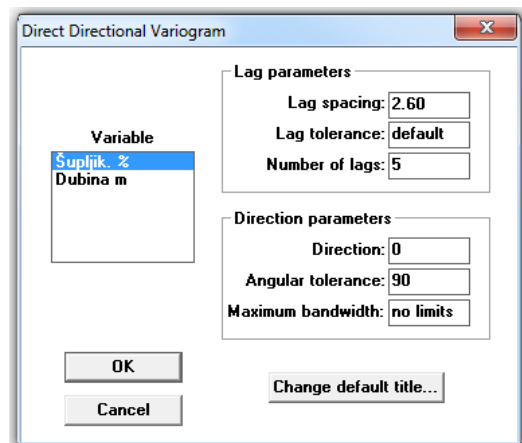 Direct Directional Variogram
Variable
Šupljik. %
Dubina m
Lag parameters
Lag spacing: 2.60
Lag tolerance: default
Number of lags: 5
Direction parameters
Direction: 0
Angular tolerance: 90
Maximum bandwidth: no limits
OK
Cancel
Change default title...